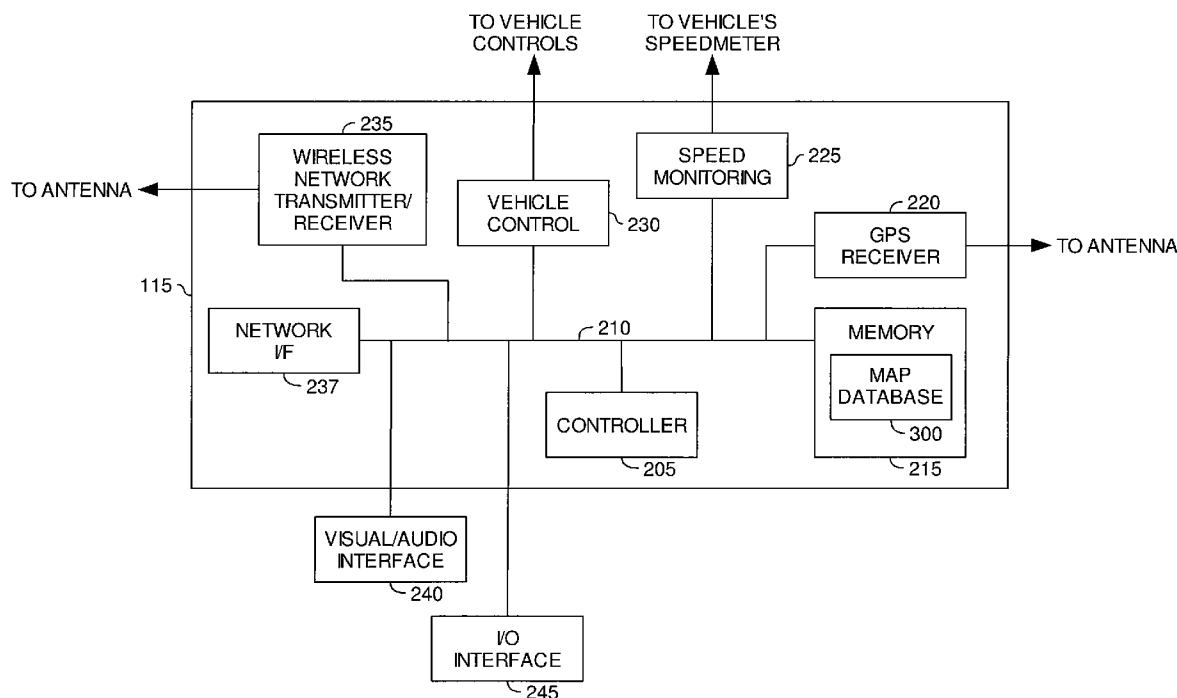 TO VEHICLE
CONTROLS
TO VEHICLE'S
SPEEDMETER
235
WIRELESS
NETWORK
TRANSMITTER/
RECEIVER
TO ANTENNA
SPEED
MONITORING
225
VEHICLE
CONTROL
230
220
GPS
RECEIVER
TO ANTENNA
115
NETWORK
I/F
237
210
MEMORY
MAP
DATABASE
300
215
CONTROLLER
205
VISUAL/AUDIO
INTERFACE
240
I/O
INTERFACE
245